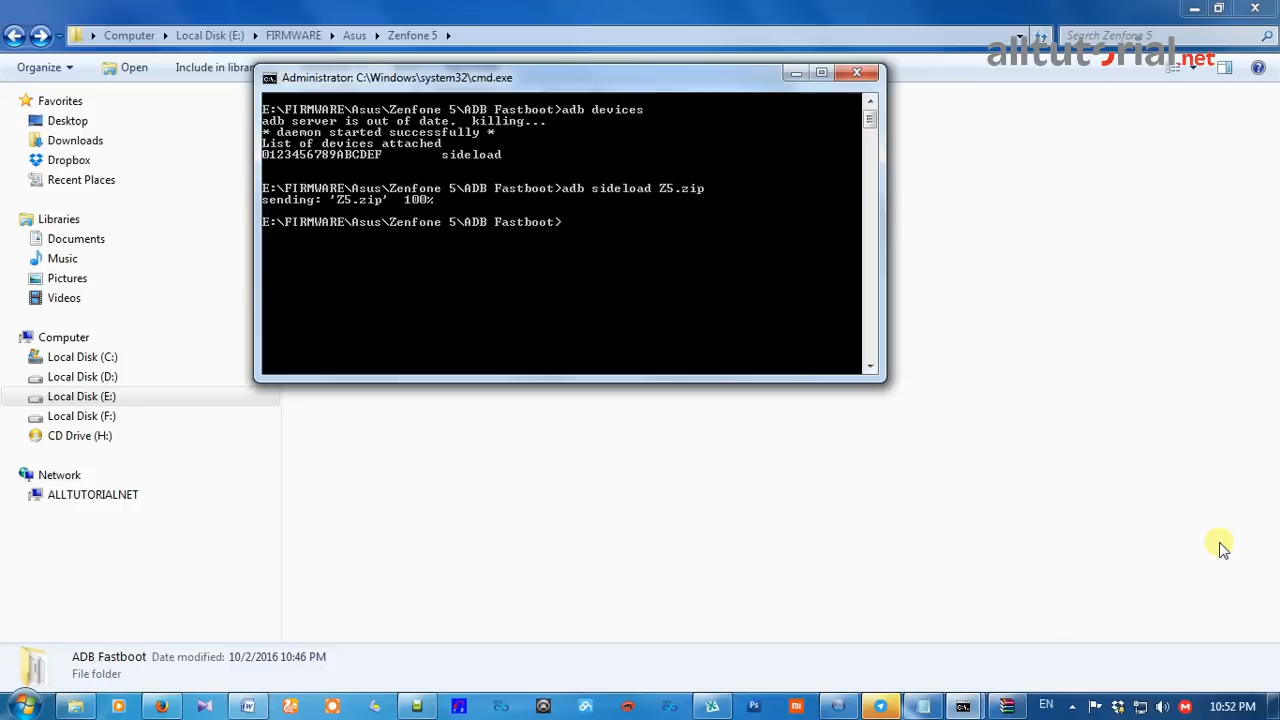 Computer
Local Disk (E:)
FIRMWARE
Asus
Zenfone 5
Search Zenfone 5
alltutorial.net
Organize
Open
Include in librar
Administrator: C:\Windows\system32\cmd.exe
E:\FIRMWARE\Asus\Zenfone 5\ADB Fastboot>adb devices
adb server is out of date.  killing...
* daemon started successfully *
List of devices attached
0123456789ABCDEF        sideload
E:\FIRMWARE\Asus\Zenfone 5\ADB Fastboot>adb sideload Z5.zip
sending: 'Z5.zip'  100%
E:\FIRMWARE\Asus\Zenfone 5\ADB Fastboot>
Favorites
Desktop
Downloads
Dropbox
Recent Places
Libraries
Documents
Music
Pictures
Videos
Computer
Local Disk (C:)
Local Disk (D:)
Local Disk (E:)
Local Disk (F:)
CD Drive (H:)
Network
ALLTUTORIALNET
ADB Fastboot Date modified: 10/2/2016 10:46 PM
File folder
EN
10:52 PM